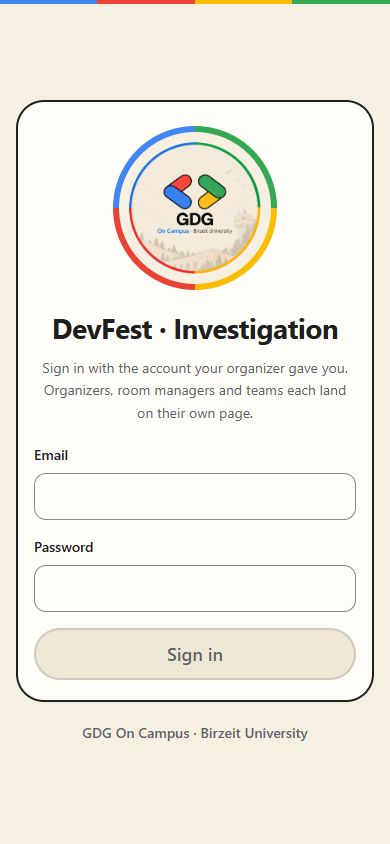 GDG
On Campus · Birzeit University
DevFest · Investigation
Sign in with the account your organizer gave you.
Organizers, room managers and teams each land
on their own page.
Email
Password
Sign in
GDG On Campus · Birzeit University